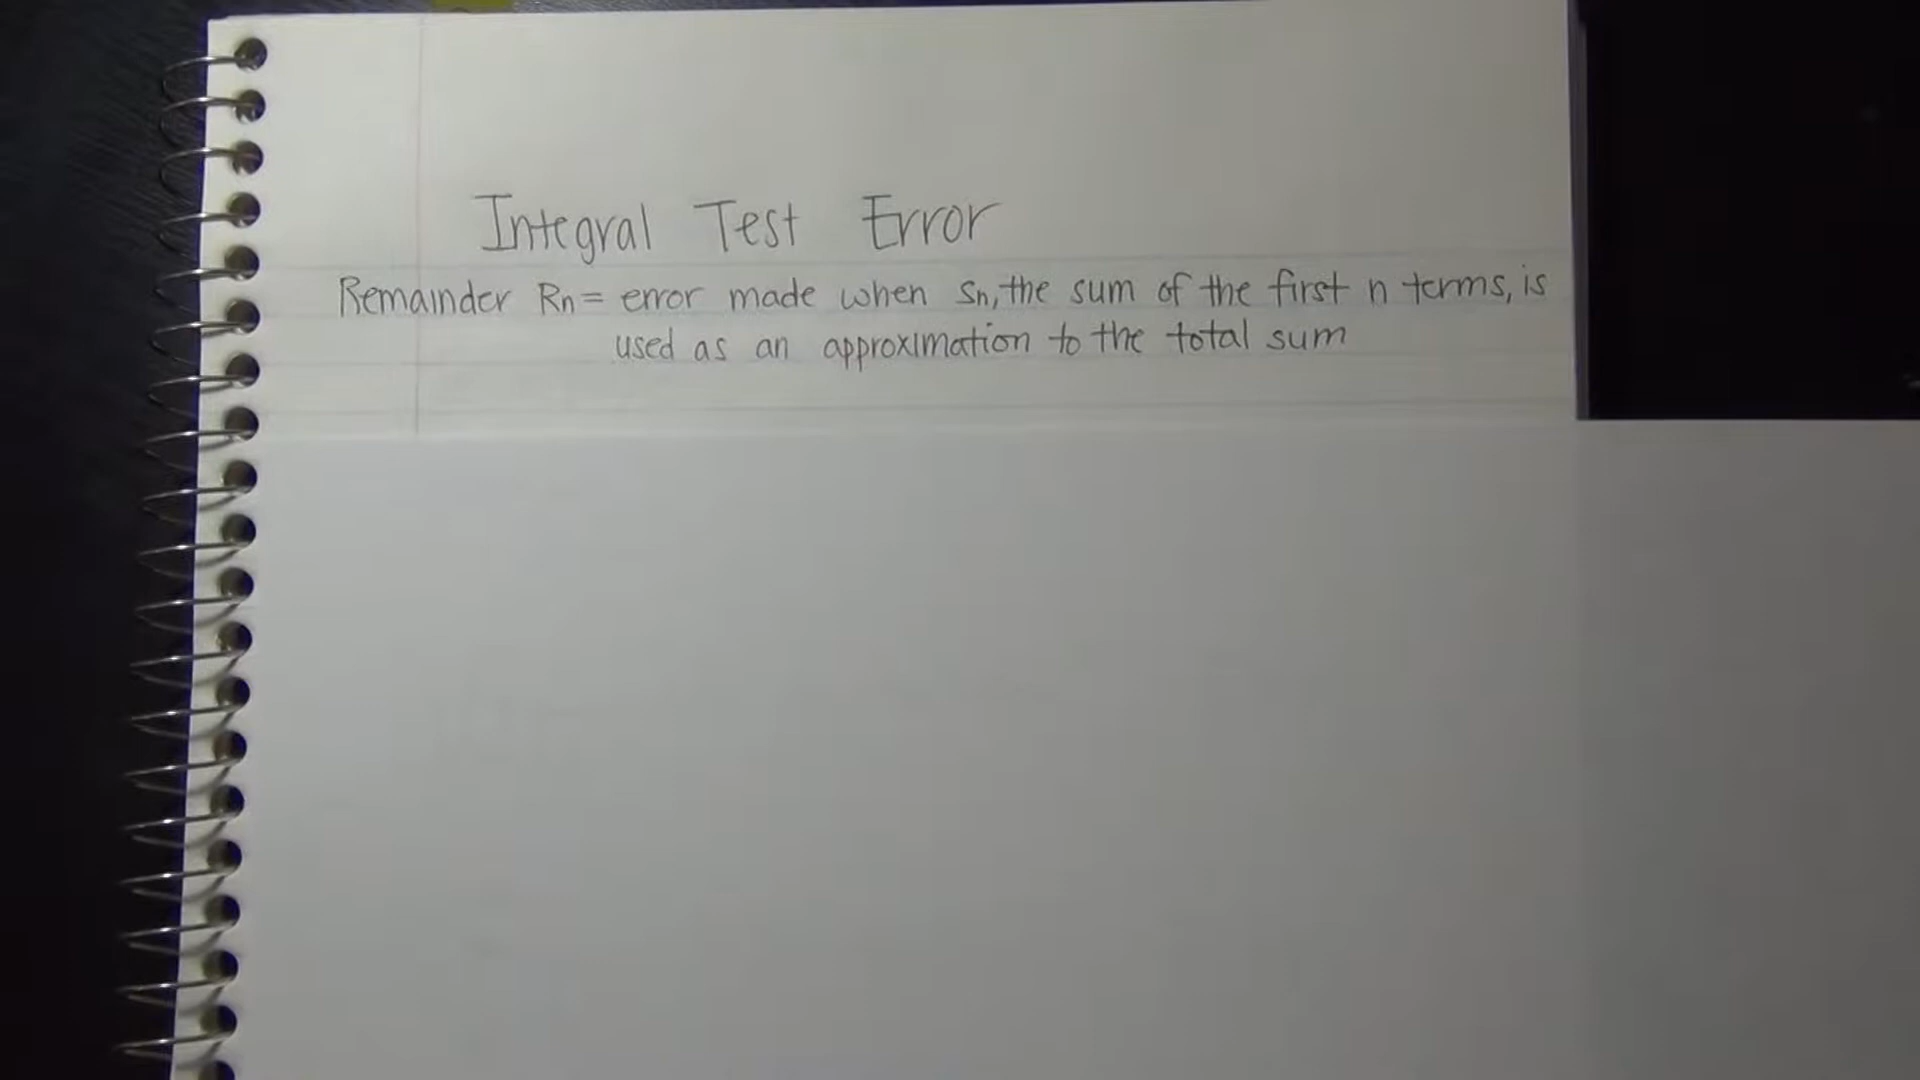 Integral Test Error
Remainder Rn = error made when Sn, the sum of the first n terms, is
used as an approximation to the total sum